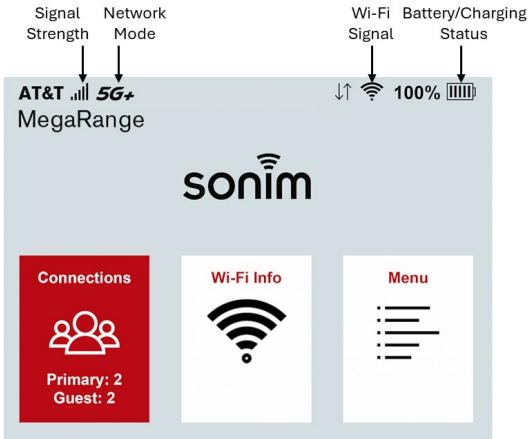 Signal Strength
Network Mode
Wi-Fi Signal
Battery/Charging Status
AT&T 5G+ 100%
MegaRange
sonim
Connections
Primary: 2
Guest: 2
Wi-Fi Info
Menu